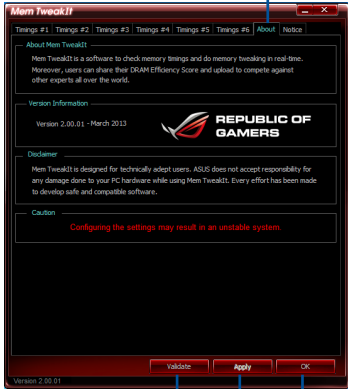 Mem TweakIt
Timings #1 Timings #2 Timings #3 Timings #4 Timings #5 Timings #6 About Notice
About Mem TweakIt
Mem TweakIt is a software to check memory timings and do memory tweaking in real-time.
Moreover, users can share their DRAM Efficiency Score and upload to compete against
other experts all over the world.
Version Information
Version 2.00.01 - March 2013
REPUBLIC OF
GAMERS
Disclaimer
Mem TweakIt is designed for technically adept users. ASUS does not accept responsibility for
any damage done to your PC hardware while using Mem TweakIt. Every effort has been made
to develop safe and compatible software.
Caution
Configuring the settings may result in an unstable system.
Validate Apply OK
Version 2.00.01